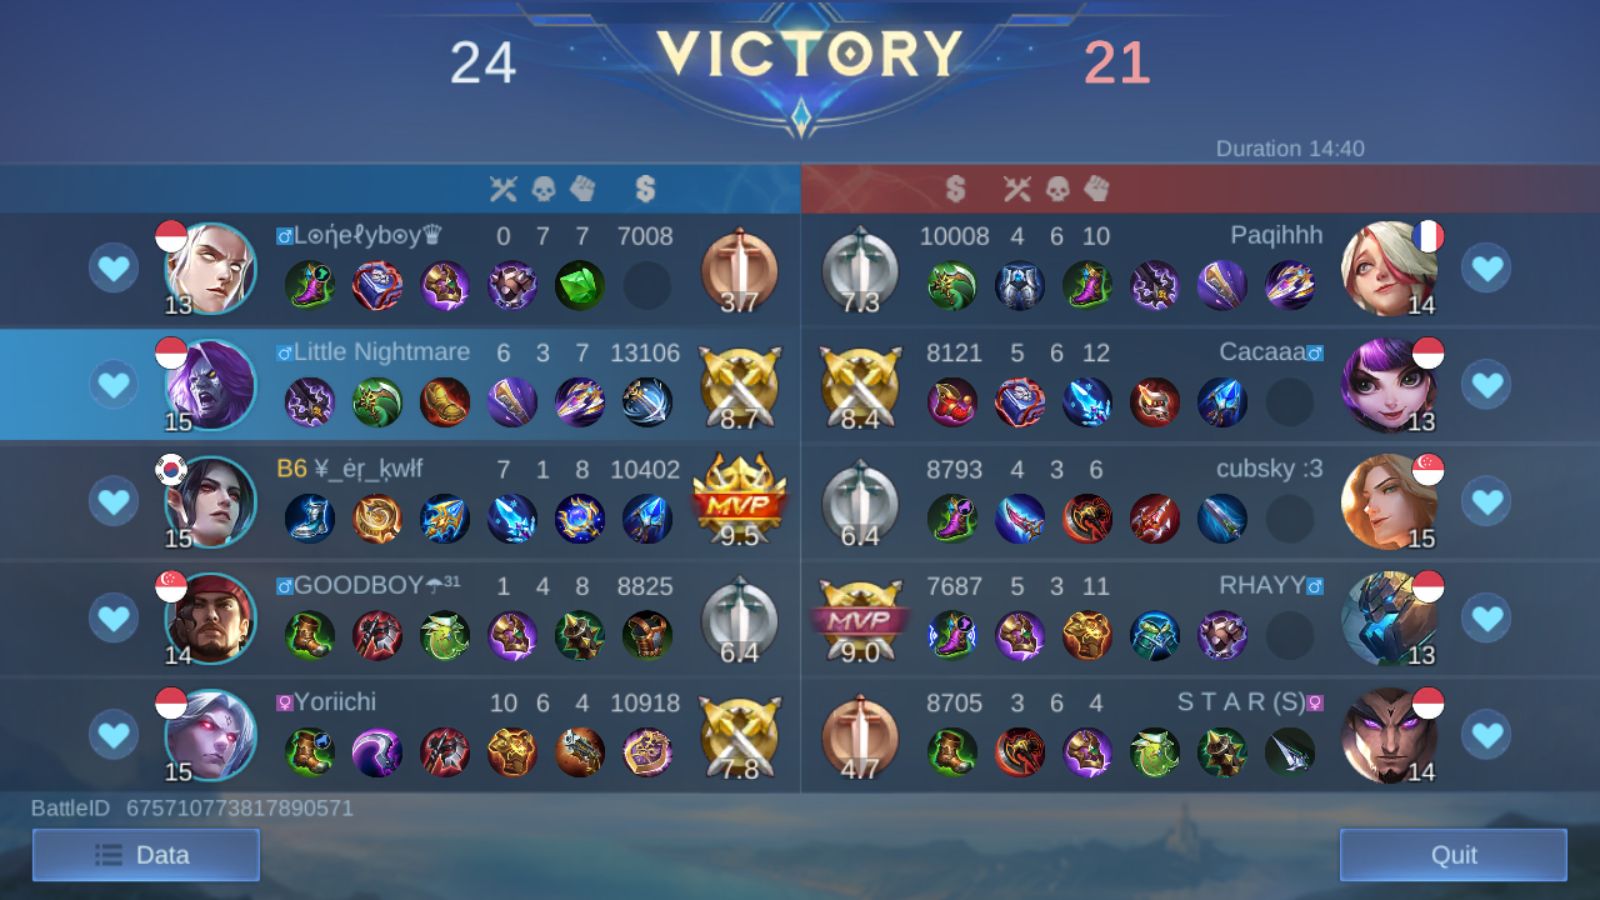 24 VICTORY 21
Duration 14:40
L⊙ήeℓyb⊙y♛ 0 7 7 7008
13 3.7
10008 4 6 10 Paqihhh
7.3 14
Little Nightmare 6 3 7 13106
15 8.7
8121 5 6 12 Cacaaa
8.4 13
B6 ¥_ėŗ_ķwłf 7 1 8 10402
15 MVP 9.5
8793 4 3 6 cubsky :3
6.4 15
GOODBOY☂³¹ 1 4 8 8825
14 6.4
7687 5 3 11 RHAYY
MVP 9.0 13
Yoriichi 10 6 4 10918
15 7.8
8705 3 6 4 S T A R (S)
4.7 14
BattleID 675710773817890571
Data Quit